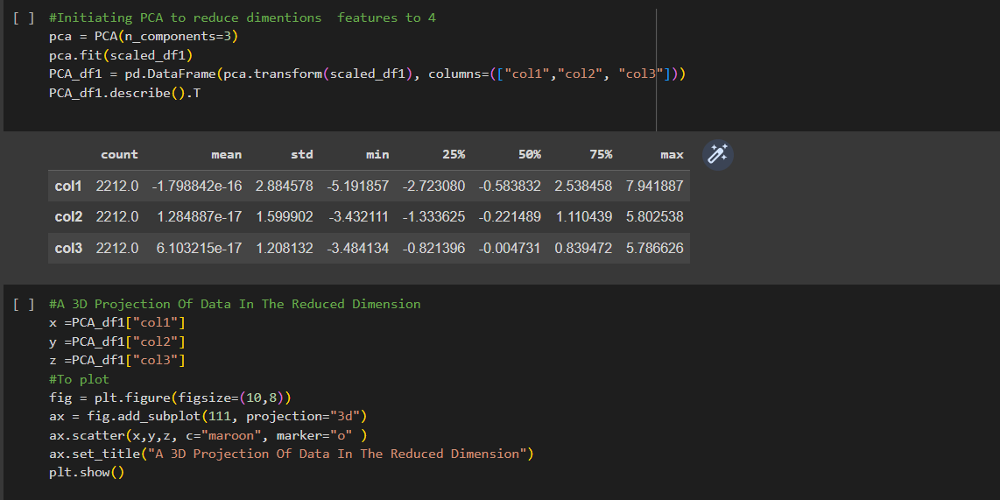 [ ] #Initiating PCA to reduce dimentions  features to 4
pca = PCA(n_components=3)
pca.fit(scaled_df1)
PCA_df1 = pd.DataFrame(pca.transform(scaled_df1), columns=(["col1","col2", "col3"]))
PCA_df1.describe().T
count mean std min 25% 50% 75% max
col1 2212.0 -1.798842e-16 2.884578 -5.191857 -2.723080 -0.583832 2.538458 7.941887
col2 2212.0 1.284887e-17 1.599902 -3.432111 -1.333625 -0.221489 1.110439 5.802538
col3 2212.0 6.103215e-17 1.208132 -3.484134 -0.821396 -0.004731 0.839472 5.786626
[ ] #A 3D Projection Of Data In The Reduced Dimension
x =PCA_df1["col1"]
y =PCA_df1["col2"]
z =PCA_df1["col3"]
#To plot
fig = plt.figure(figsize=(10,8))
ax = fig.add_subplot(111, projection="3d")
ax.scatter(x,y,z, c="maroon", marker="o" )
ax.set_title("A 3D Projection Of Data In The Reduced Dimension")
plt.show()